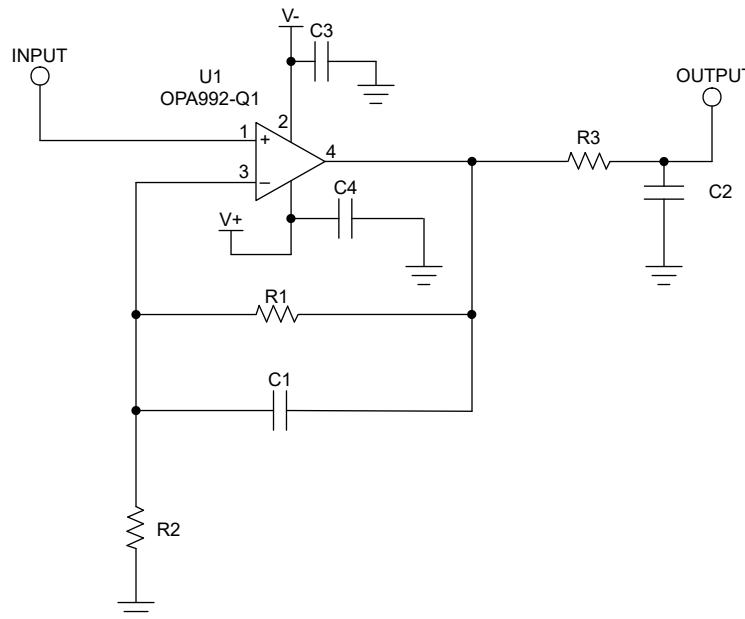 V-
C3
INPUT
U1
OPA992-Q1
OUTPUT
2
1
+
4
R3
3
–
C4
C2
V+
R1
C1
R2